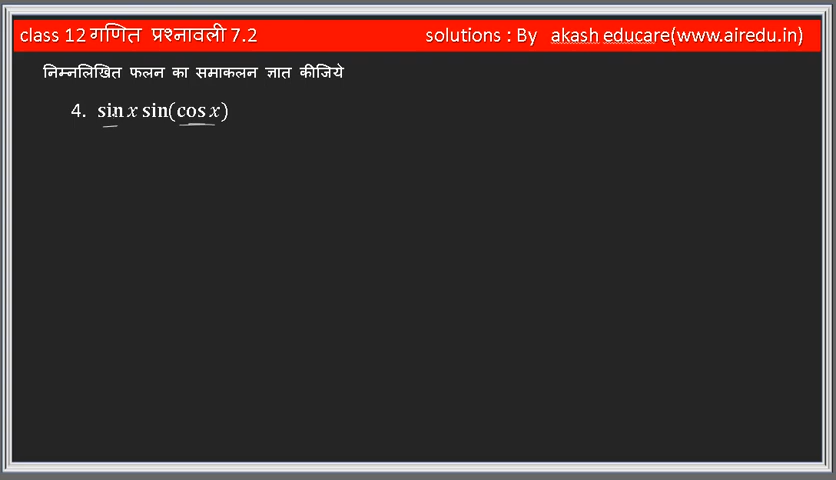 class 12 गणित प्रश्नावली 7.2 solutions : By akash educare(www.airedu.in)
निम्नलिखित फलन का समाकलन ज्ञात कीजिये
4. sin x sin(cos x)